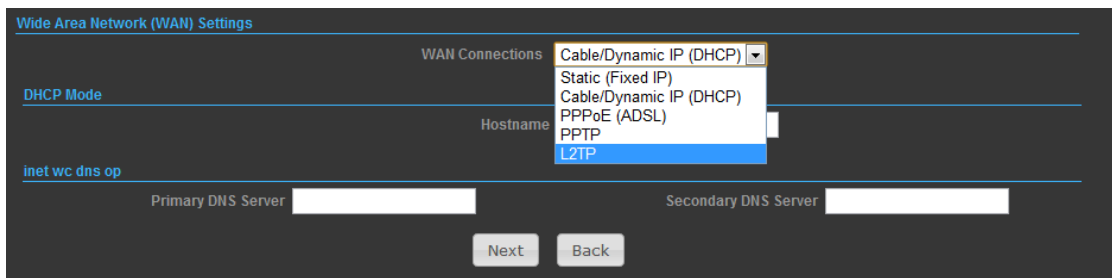 Wide Area Network (WAN) Settings
WAN Connections Cable/Dynamic IP (DHCP)
Static (Fixed IP)
Cable/Dynamic IP (DHCP)
PPPoE (ADSL)
PPTP
L2TP
DHCP Mode
Hostname
inet wc dns op
Primary DNS Server Secondary DNS Server
Next Back